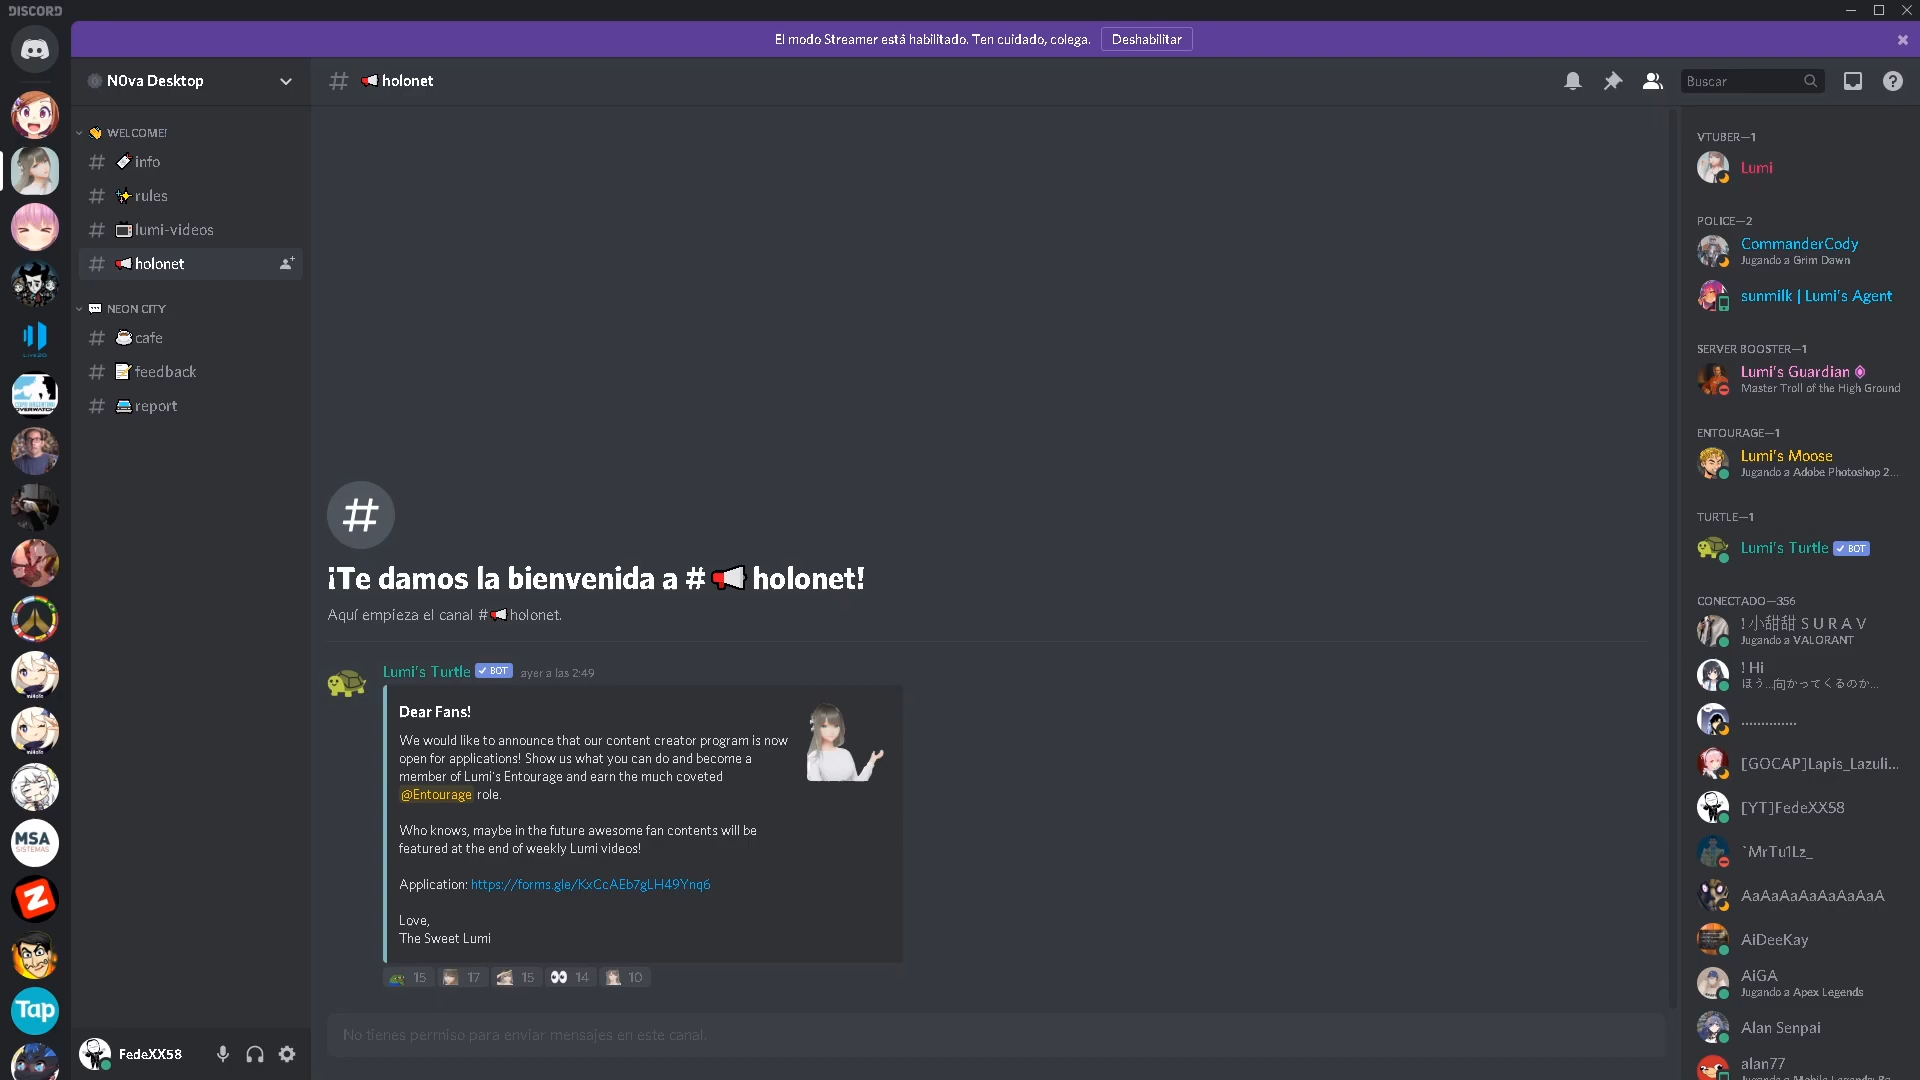 DISCORD
El modo Streamer está habilitado. Ten cuidado, colega. Deshabilitar
N0va Desktop
holonet
Buscar
WELCOME!
info
rules
lumi-videos
holonet
NEON CITY
cafe
feedback
report
LIVE2D
OVERWATCH
miHoYo
miHoYo
MSA
SISTEMAS
Z
Tap
FedeXX58
¡Te damos la bienvenida a # holonet!
Aquí empieza el canal # holonet.
Lumi's Turtle BOT ayer a las 2:49
Dear Fans!
We would like to announce that our content creator program is now
open for applications! Show us what you can do and become a
member of Lumi's Entourage and earn the much coveted
@Entourage role.
Who knows, maybe in the future awesome fan contents will be
featured at the end of weekly Lumi videos!
Application: https://forms.gle/KxCcAEb7gLH49Ynq6
Love,
The Sweet Lumi
15 17 15 14 10
No tienes permiso para enviar mensajes en este canal.
VTUBER—1
Lumi
POLICE—2
CommanderCody
Jugando a Grim Dawn
sunmilk | Lumi's Agent
SERVER BOOSTER—1
Lumi's Guardian
Master Troll of the High Ground
ENTOURAGE—1
Lumi's Moose
Jugando a Adobe Photoshop 2...
TURTLE—1
Lumi's Turtle BOT
CONECTADO—356
! 小甜甜 S U R A V
Jugando a VALORANT
! Hi
ほう...向かってくるのか...
..............
[GOCAP]Lapis_Lazuli...
[YT]FedeXX58
`MrTu1Lz_
AaAaAaAaAaAaAaA
AiDeeKay
AiGA
Jugando a Apex Legends
Alan Senpai
alan77